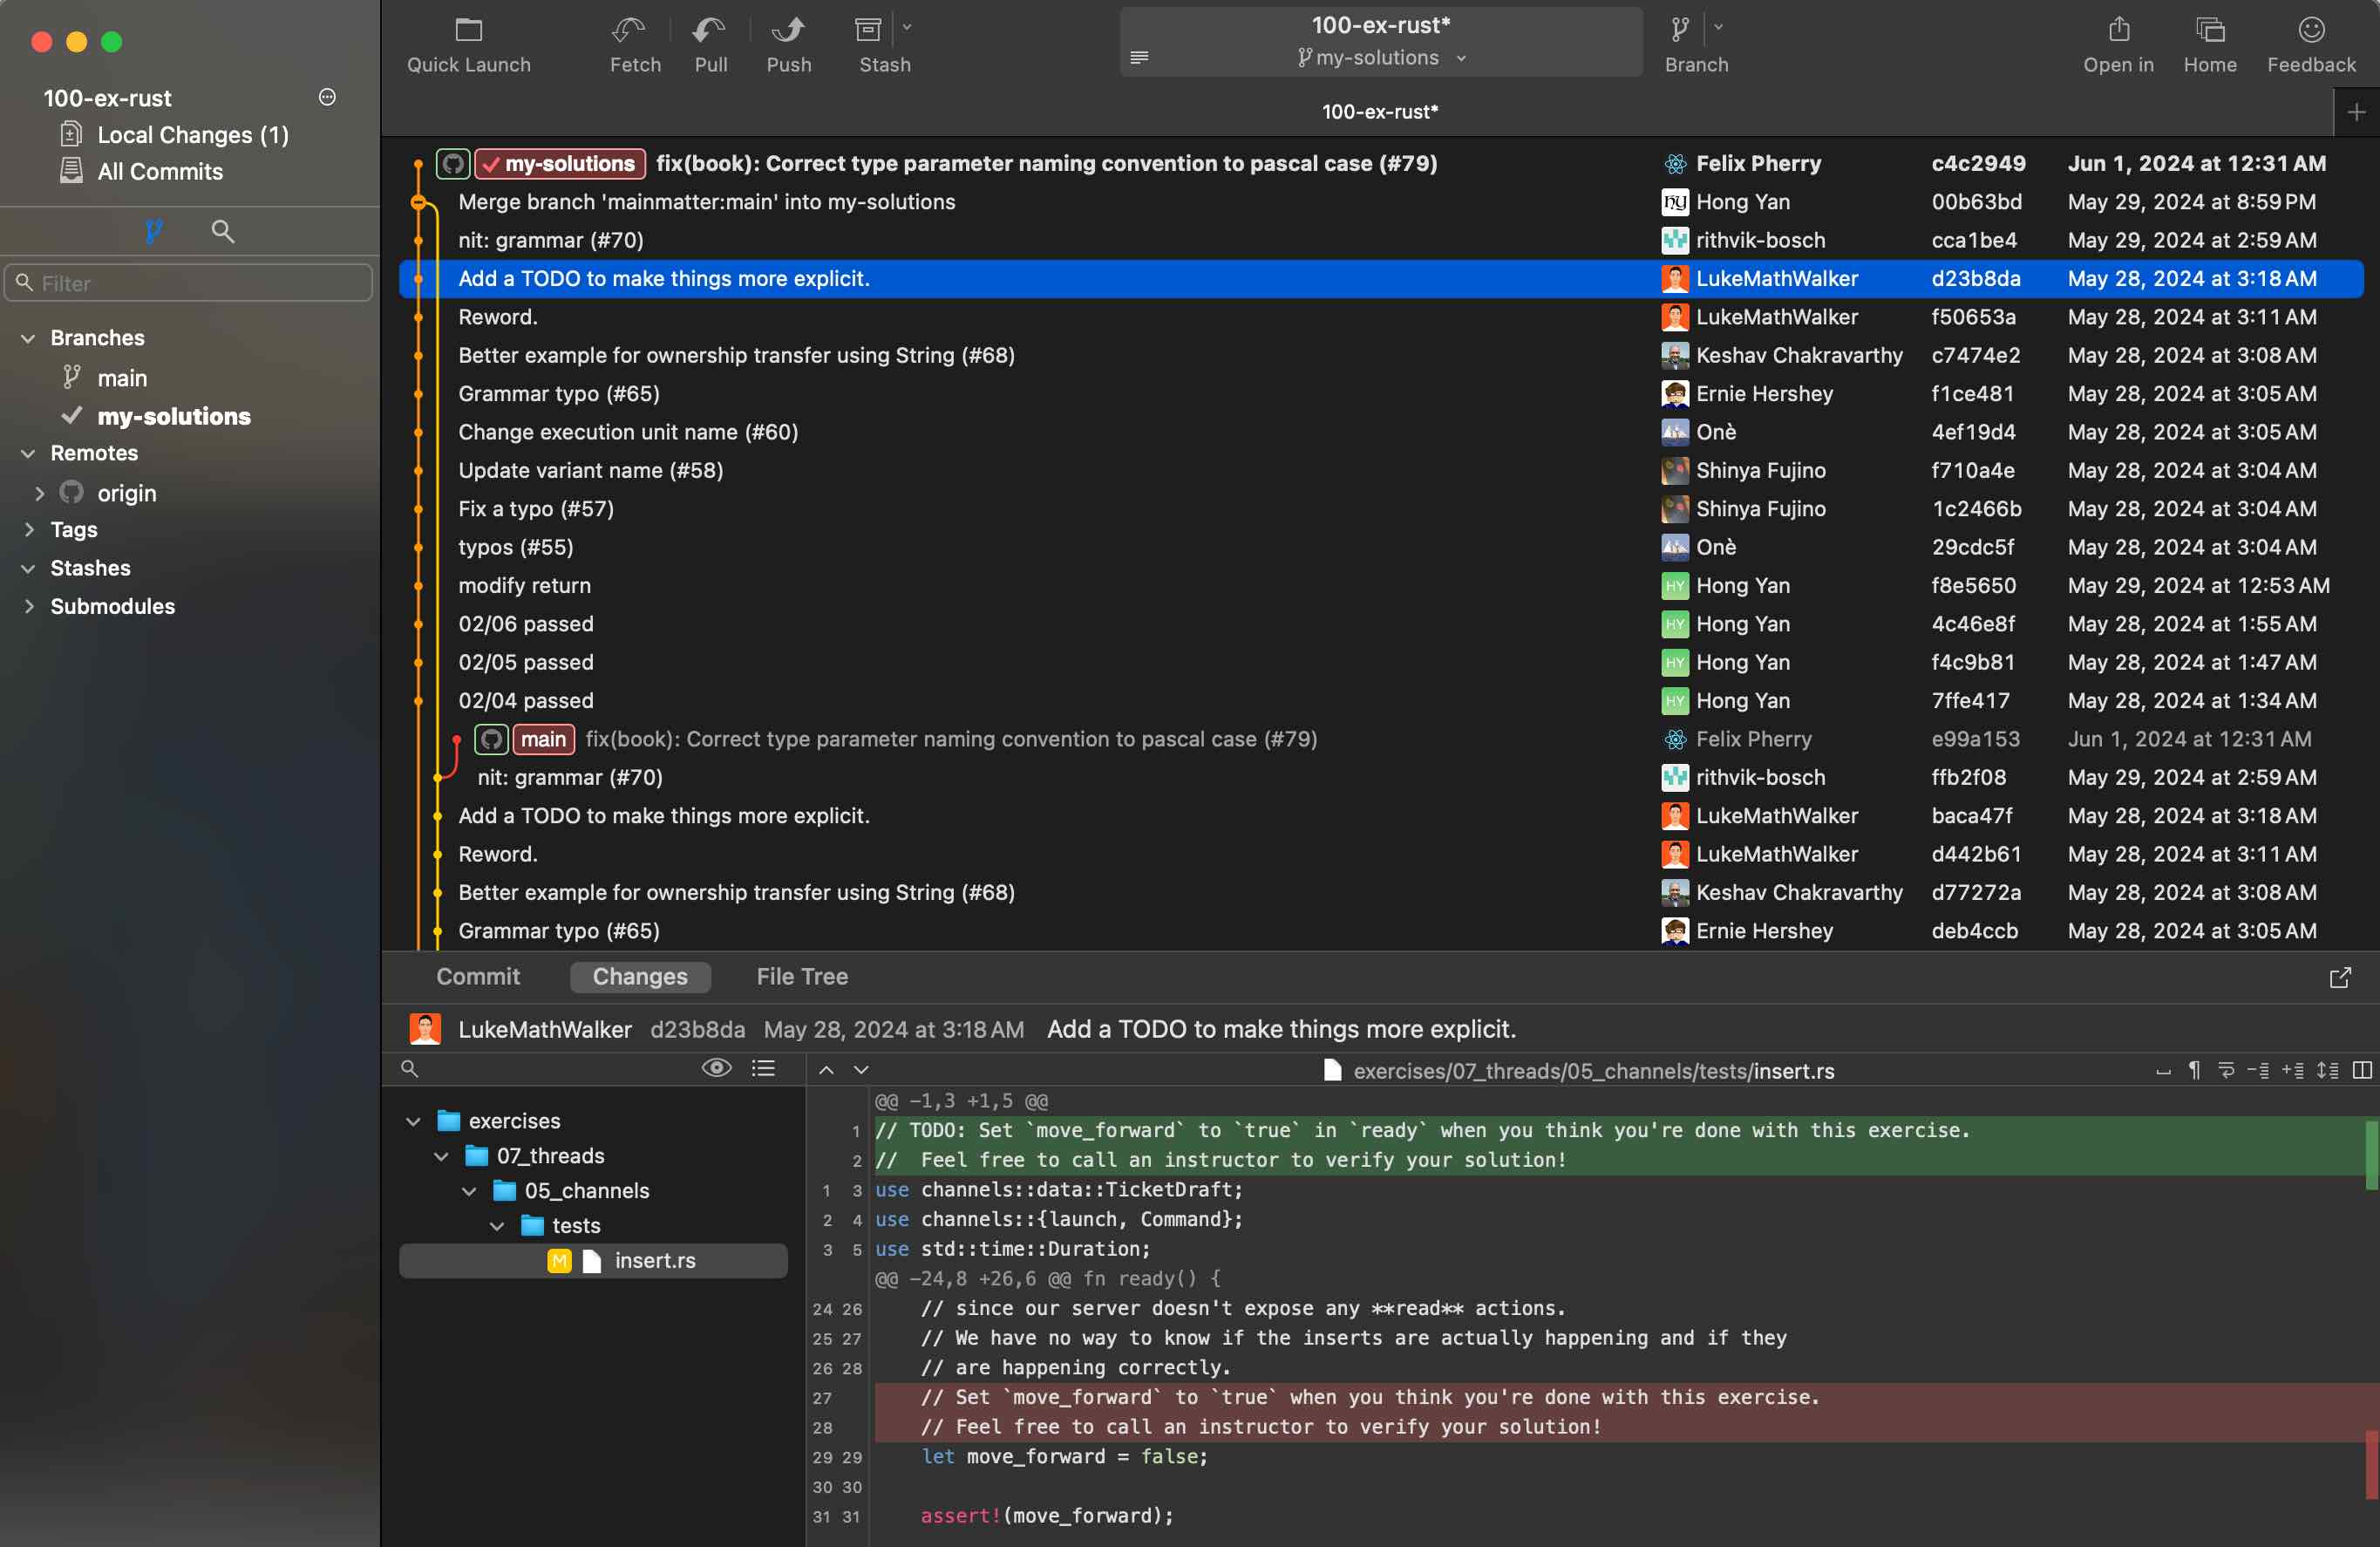 Quick Launch
Fetch
Pull
Push
Stash
100-ex-rust*
my-solutions
Branch
Open in
Home
Feedback
100-ex-rust*
100-ex-rust
Local Changes (1)
All Commits
Filter
Branches
main
my-solutions
Remotes
origin
Tags
Stashes
Submodules
my-solutions fix(book): Correct type parameter naming convention to pascal case (#79) Felix Pherry c4c2949 Jun 1, 2024 at 12:31 AM
Merge branch 'mainmatter:main' into my-solutions hy Hong Yan 00b63bd May 29, 2024 at 8:59 PM
nit: grammar (#70) rithvik-bosch cca1be4 May 29, 2024 at 2:59 AM
Add a TODO to make things more explicit. LukeMathWalker d23b8da May 28, 2024 at 3:18 AM
Reword. LukeMathWalker f50653a May 28, 2024 at 3:11 AM
Better example for ownership transfer using String (#68) Keshav Chakravarthy c7474e2 May 28, 2024 at 3:08 AM
Grammar typo (#65) Ernie Hershey f1ce481 May 28, 2024 at 3:05 AM
Change execution unit name (#60) Onè 4ef19d4 May 28, 2024 at 3:05 AM
Update variant name (#58) Shinya Fujino f710a4e May 28, 2024 at 3:04 AM
Fix a typo (#57) Shinya Fujino 1c2466b May 28, 2024 at 3:04 AM
typos (#55) Onè 29cdc5f May 28, 2024 at 3:04 AM
modify return HY Hong Yan f8e5650 May 29, 2024 at 12:53 AM
02/06 passed HY Hong Yan 4c46e8f May 28, 2024 at 1:55 AM
02/05 passed HY Hong Yan f4c9b81 May 28, 2024 at 1:47 AM
02/04 passed HY Hong Yan 7ffe417 May 28, 2024 at 1:34 AM
main fix(book): Correct type parameter naming convention to pascal case (#79) Felix Pherry e99a153 Jun 1, 2024 at 12:31 AM
nit: grammar (#70) rithvik-bosch ffb2f08 May 29, 2024 at 2:59 AM
Add a TODO to make things more explicit. LukeMathWalker baca47f May 28, 2024 at 3:18 AM
Reword. LukeMathWalker d442b61 May 28, 2024 at 3:11 AM
Better example for ownership transfer using String (#68) Keshav Chakravarthy d77272a May 28, 2024 at 3:08 AM
Grammar typo (#65) Ernie Hershey deb4ccb May 28, 2024 at 3:05 AM
Commit
Changes
File Tree
LukeMathWalker d23b8da May 28, 2024 at 3:18 AM Add a TODO to make things more explicit.
exercises/07_threads/05_channels/tests/insert.rs
exercises
07_threads
05_channels
tests
M insert.rs
@@ -1,3 +1,5 @@
1 // TODO: Set `move_forward` to `true` in `ready` when you think you're done with this exercise.
2 //  Feel free to call an instructor to verify your solution!
1 3 use channels::data::TicketDraft;
2 4 use channels::{launch, Command};
3 5 use std::time::Duration;
@@ -24,8 +26,6 @@ fn ready() {
24 26 // since our server doesn't expose any **read** actions.
25 27 // We have no way to know if the inserts are actually happening and if they
26 28 // are happening correctly.
27 // Set `move_forward` to `true` when you think you're done with this exercise.
28 // Feel free to call an instructor to verify your solution!
29 29 let move_forward = false;
30 30
31 31 assert!(move_forward);